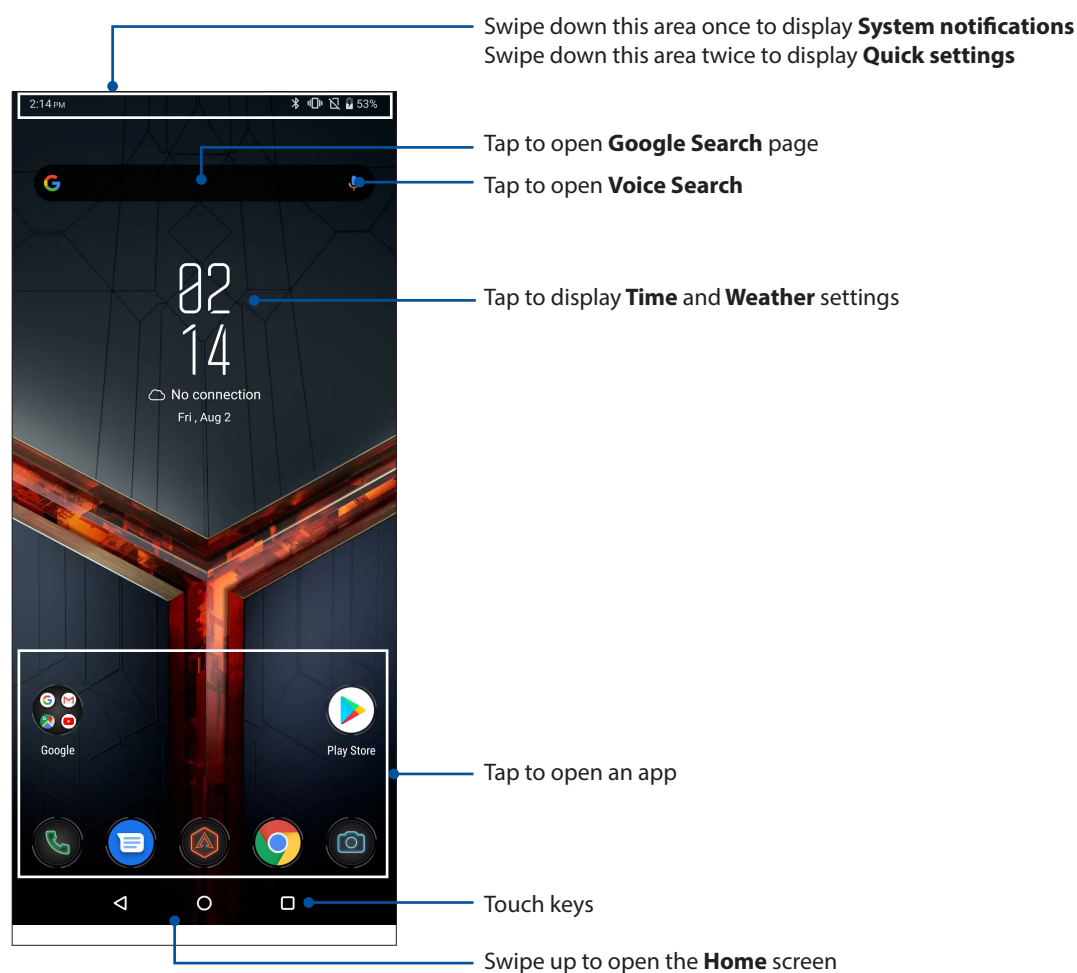 Swipe down this area once to display System notifications
Swipe down this area twice to display Quick settings
2:14 PM
53%
Tap to open Google Search page
Tap to open Voice Search
02
14
Tap to display Time and Weather settings
No connection
Fri , Aug 2
Google
Play Store
Tap to open an app
Touch keys
Swipe up to open the Home screen